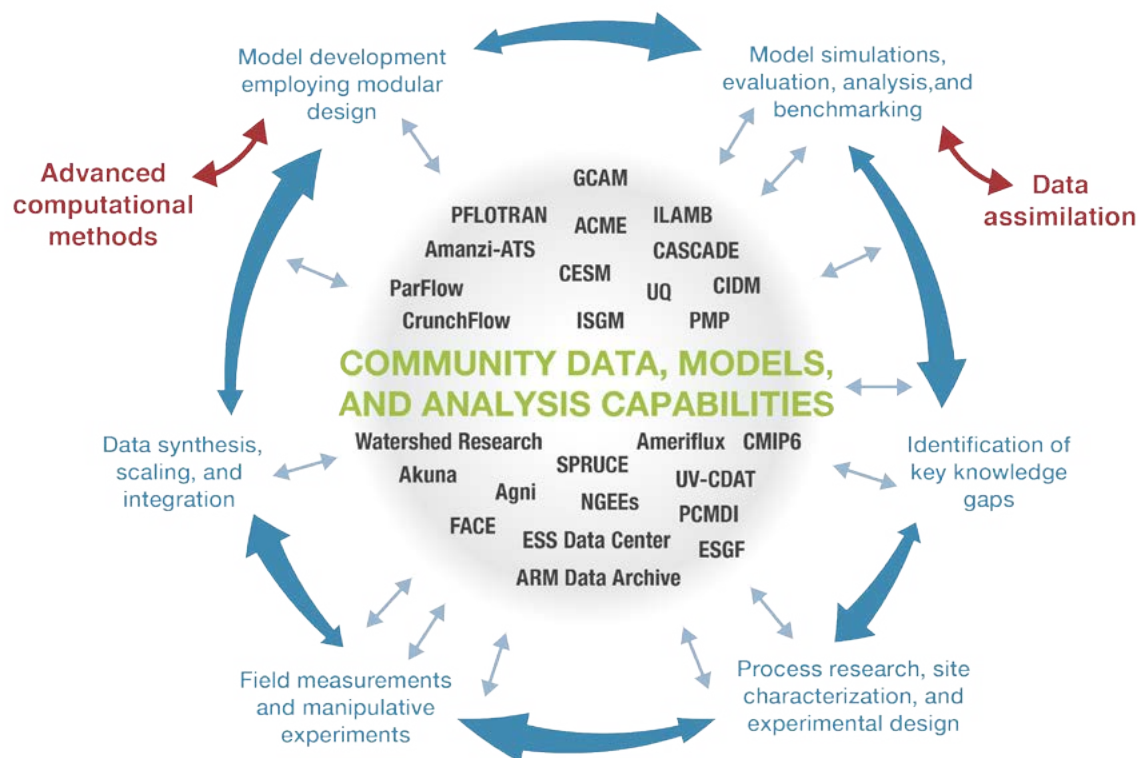 Model development
employing modular
design
Model simulations,
evaluation, analysis,and
benchmarking
Advanced
computational
methods
Data
assimilation
GCAM
PFLOTRAN
ACME
ILAMB
Amanzi-ATS
CASCADE
CESM
ParFlow
UQ
CIDM
CrunchFlow
ISGM
PMP
COMMUNITY DATA, MODELS,
AND ANALYSIS CAPABILITIES
Watershed Research
Ameriflux
CMIP6
Akuna
SPRUCE
UV-CDAT
Agni
NGEEs
PCMDI
FACE
ESS Data Center
ESGF
ARM Data Archive
Data synthesis,
scaling, and
integration
Identification of
key knowledge
gaps
Field measurements
and manipulative
experiments
Process research, site
characterization, and
experimental design